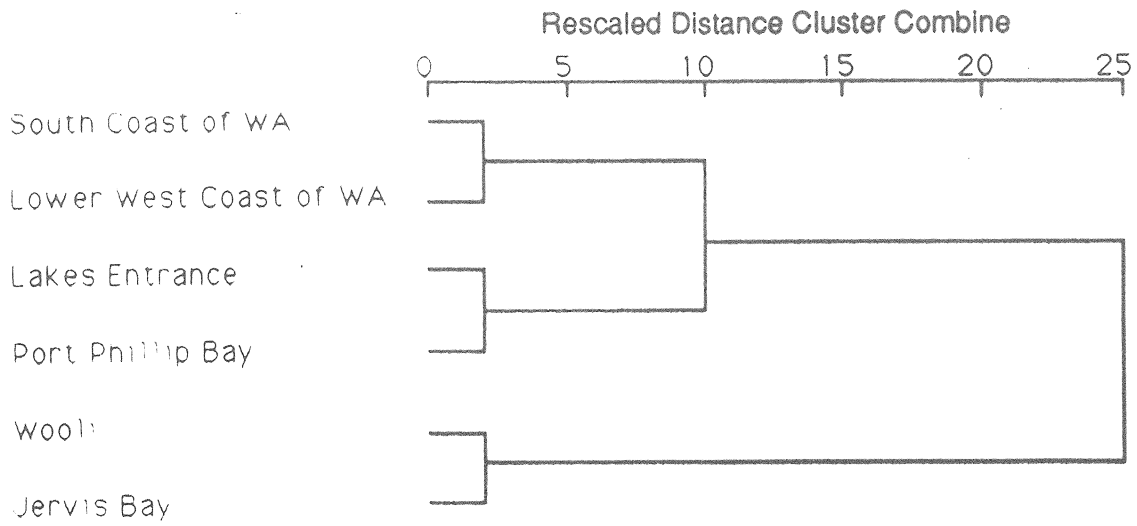 Rescaled Distance Cluster Combine
0 5 10 15 20 25
South Coast of WA
Lower West Coast of WA
Lakes Entrance
Port Phillip Bay
Wooli
Jervis Bay